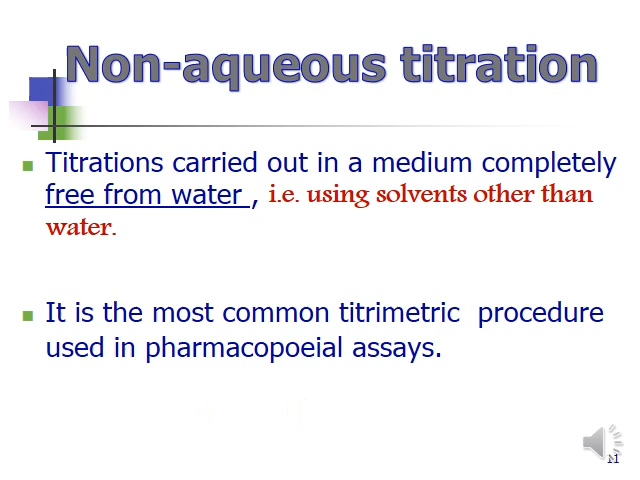 Non-aqueous titration
Titrations carried out in a medium completely
free from water , i.e. using solvents other than
water.
It is the most common titrimetric procedure
used in pharmacopoeial assays.
11